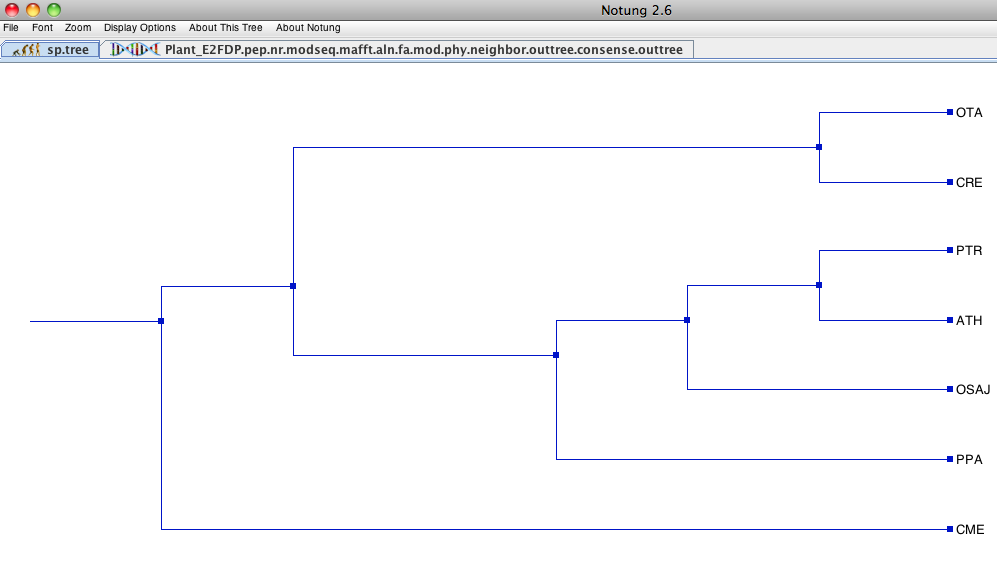 Notung 2.6
File Font Zoom Display Options About This Tree About Notung
sp.tree Plant_E2FDP.pep.nr.modseq.mafft.aln.fa.mod.phy.neighbor.outtree.consense.outtree
OTA
CRE
PTR
ATH
OSAJ
PPA
CME